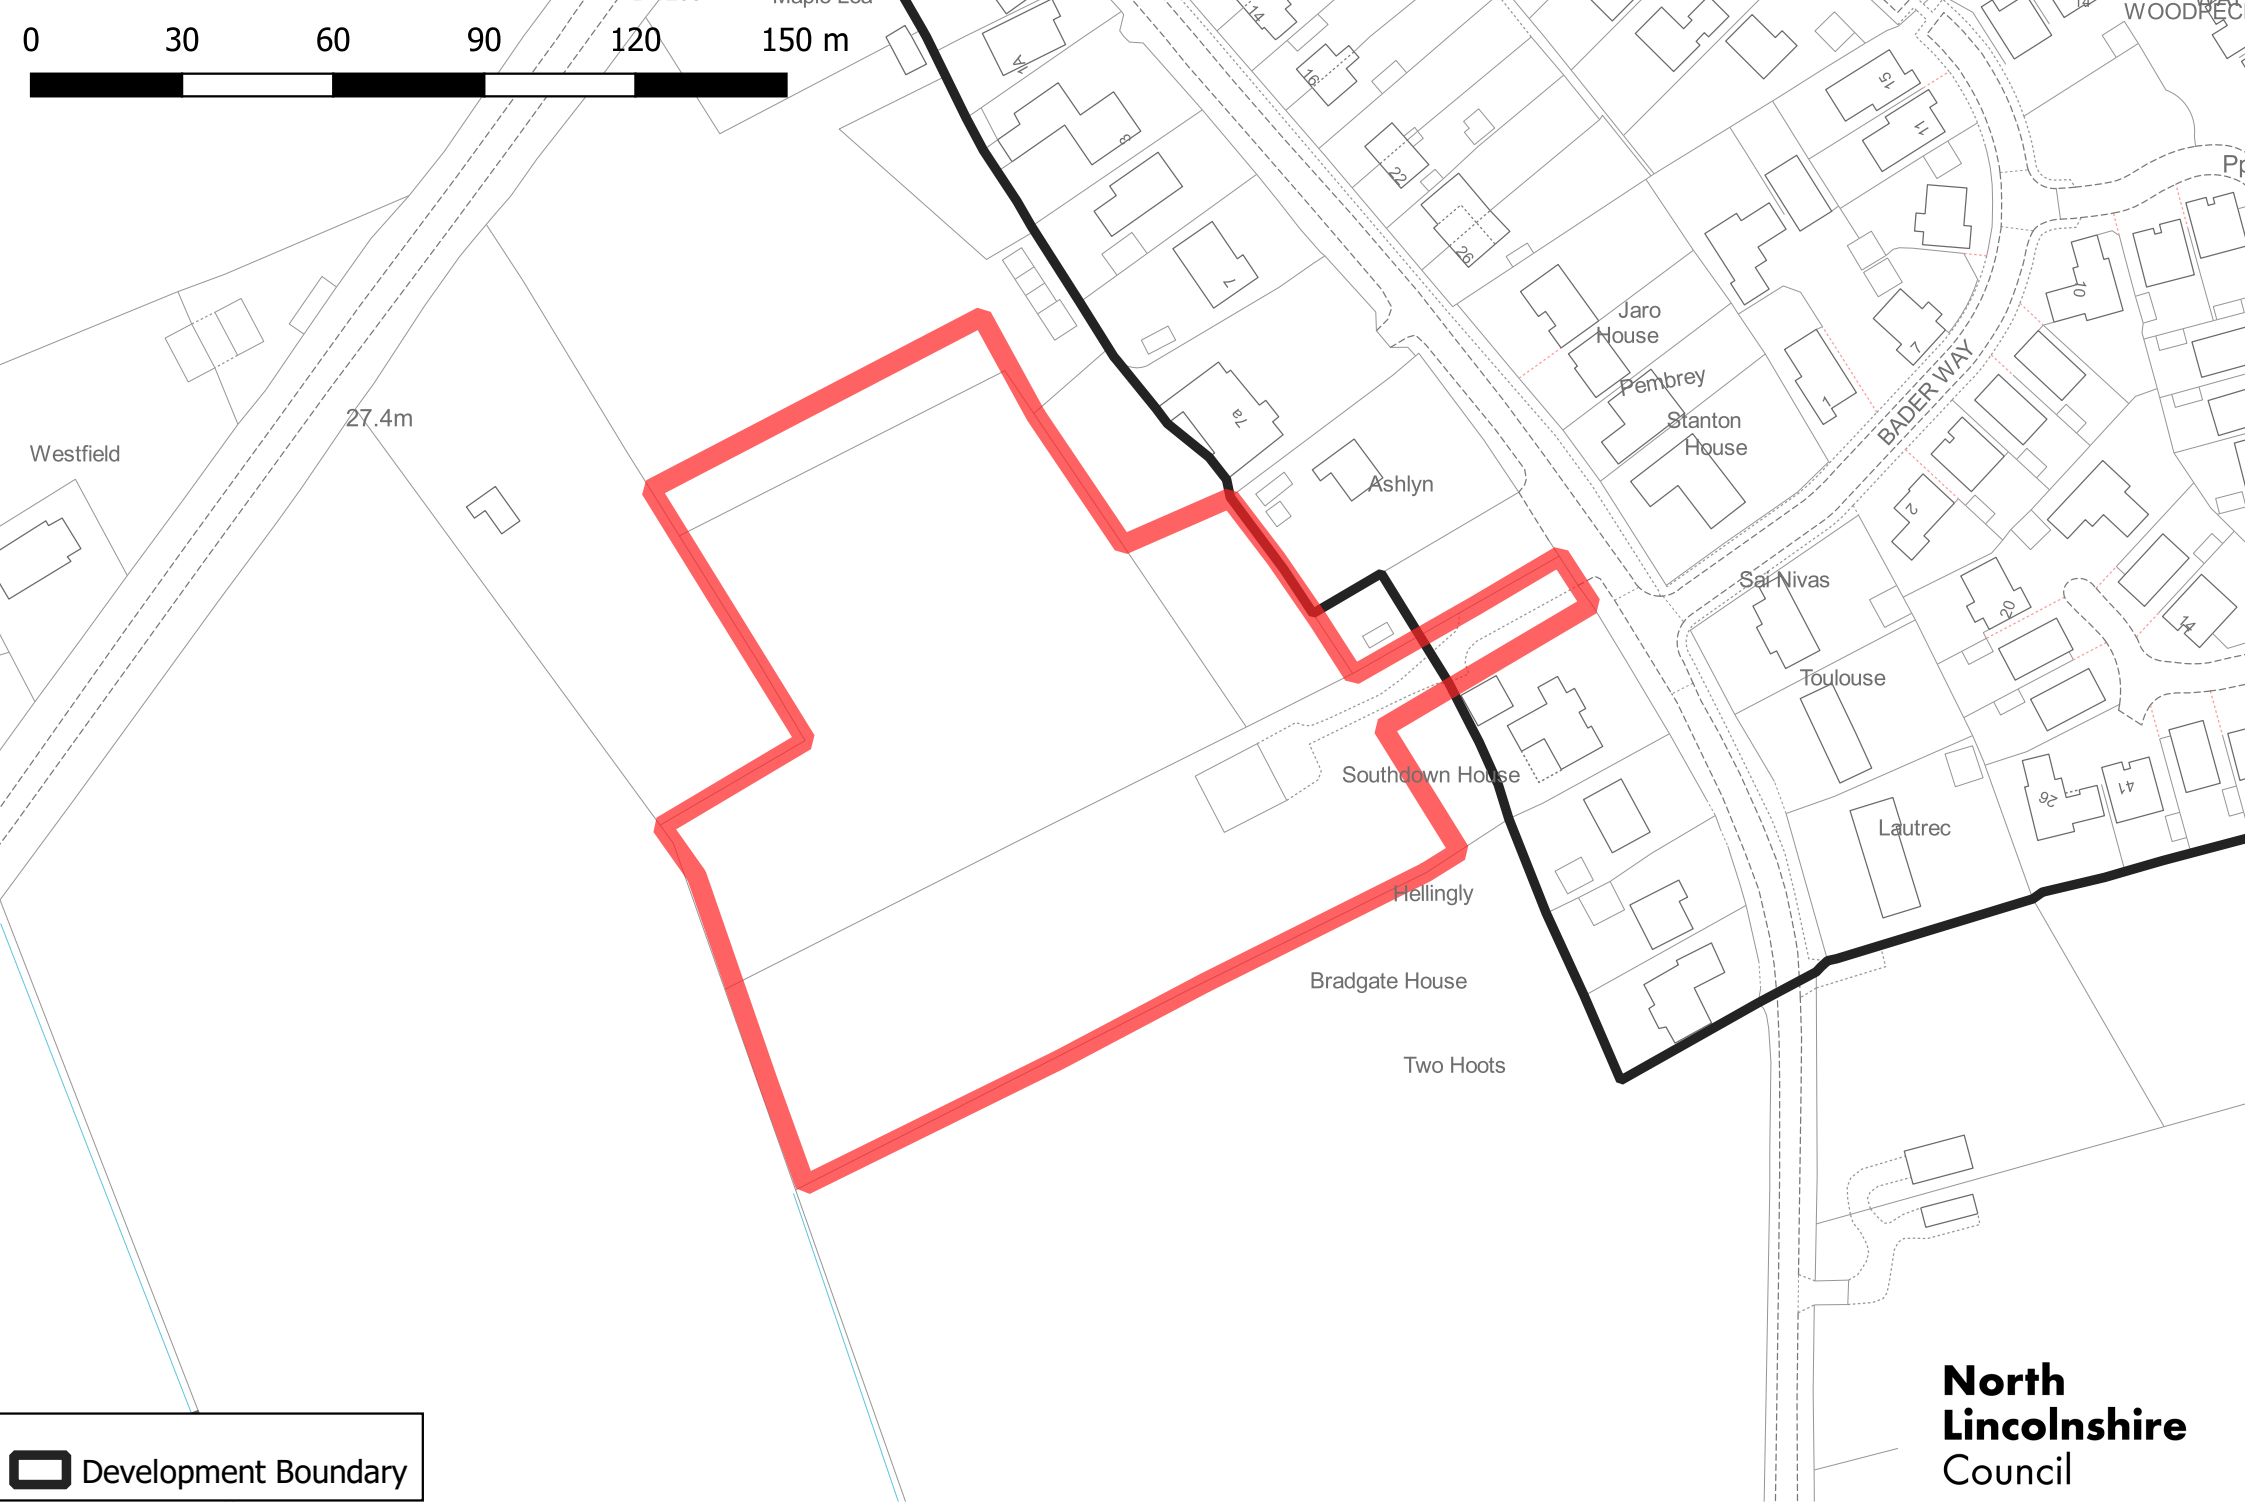 0 30 60 90 120 150 m
14
1A
16
15
11
8
22
26
7
10
Jaro
House
Pembrey
Stanton
House
7
1
BADER WAY
27.4m
Westfield
7a
Ashlyn
2
Sai Nivas
20
14
Toulouse
Southdown House
26
41
Lautrec
Hellingly
Bradgate House
Two Hoots
Development Boundary
North
Lincolnshire
Council